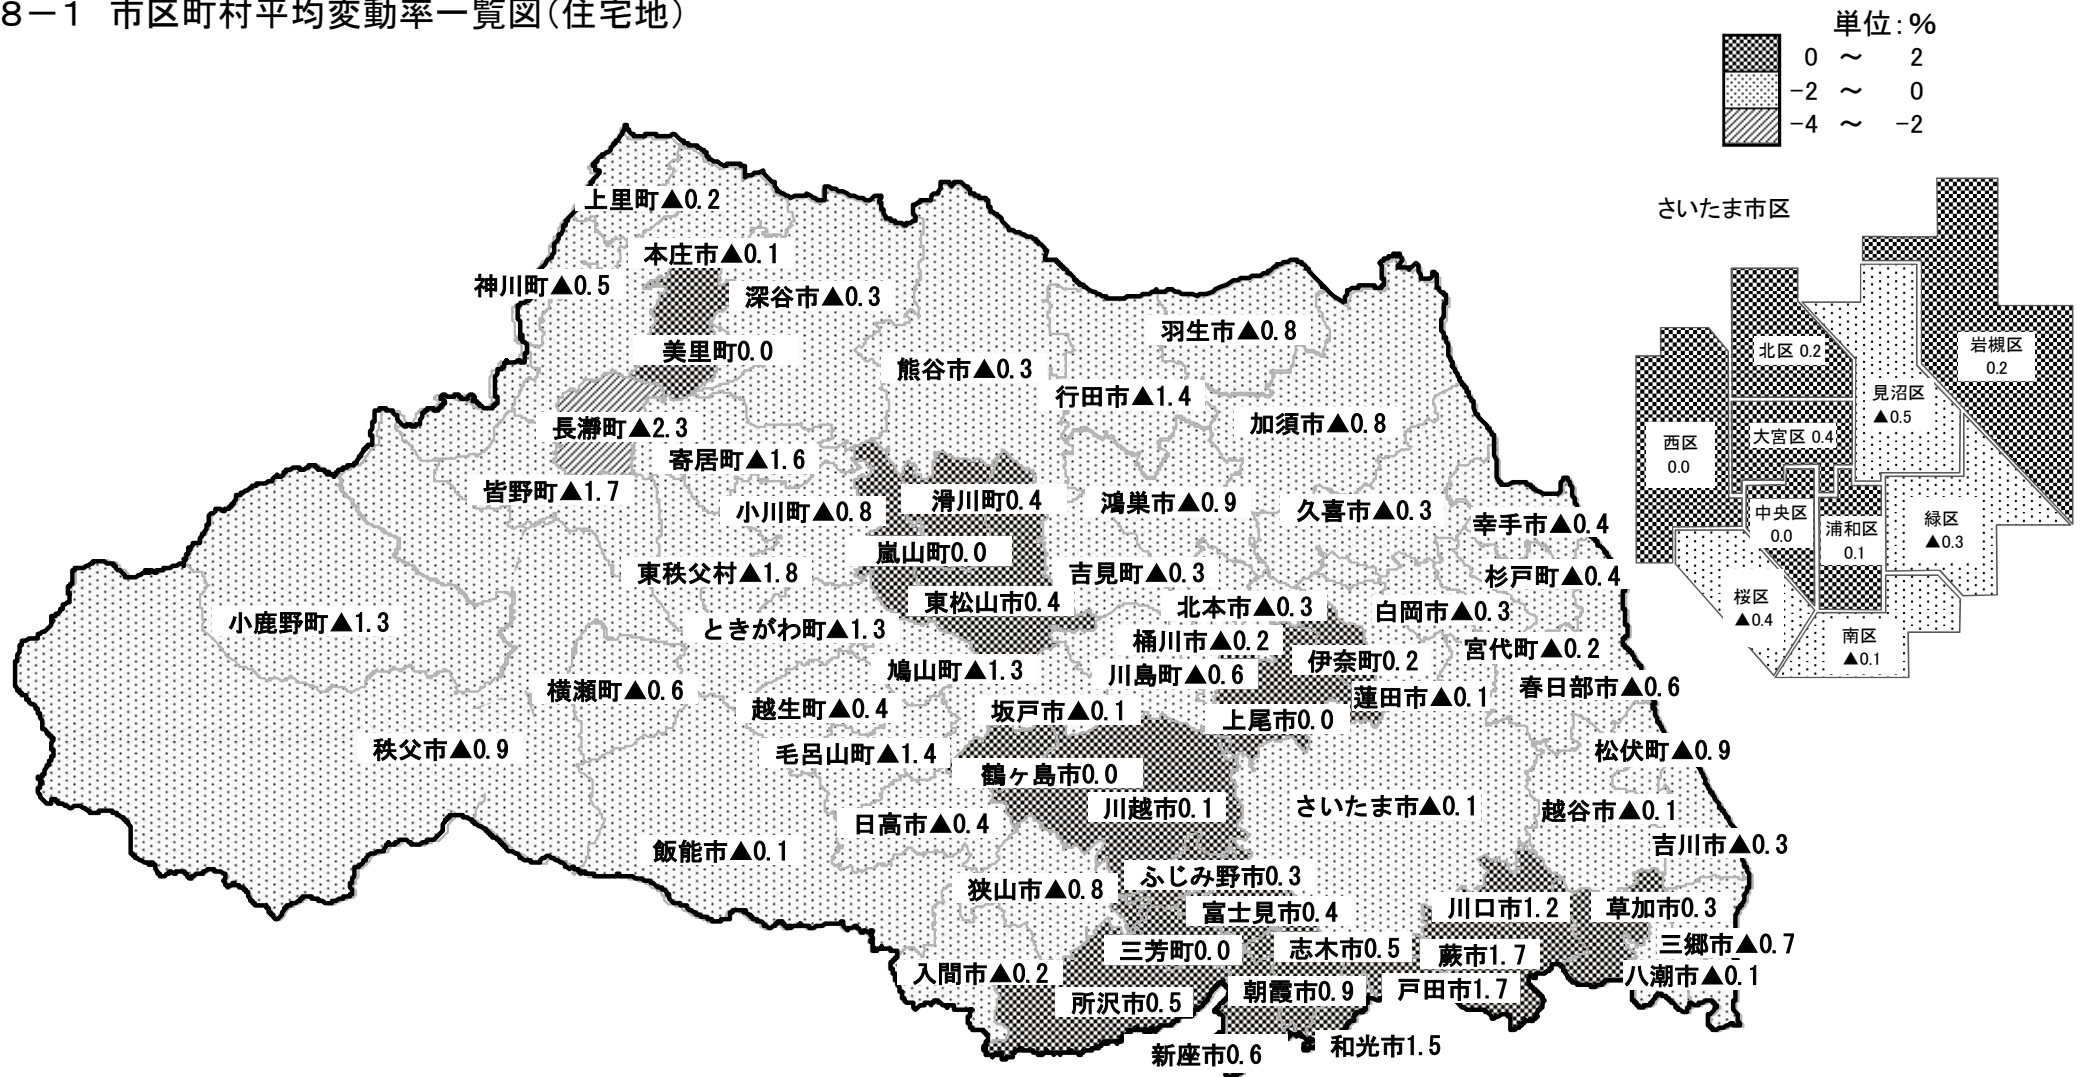 8－1 市区町村平均変動率一覧図(住宅地)
単位:%
0 ～ 2
-2 ～ 0
-4 ～ -2
さいたま市区
上里町▲0.2
本庄市▲0.1
神川町▲0.5
深谷市▲0.3
美里町0.0
羽生市▲0.8
熊谷市▲0.3
行田市▲1.4
加須市▲0.8
長瀞町▲2.3
寄居町▲1.6
皆野町▲1.7
小川町▲0.8
滑川町0.4
鴻巣市▲0.9
久喜市▲0.3
幸手市▲0.4
嵐山町0.0
東秩父村▲1.8
吉見町▲0.3
杉戸町▲0.4
東松山市0.4
北本市▲0.3
白岡市▲0.3
小鹿野町▲1.3
ときがわ町▲1.3
桶川市▲0.2
宮代町▲0.2
伊奈町0.2
鳩山町▲1.3
川島町▲0.6
横瀬町▲0.6
春日部市▲0.6
蓮田市▲0.1
越生町▲0.4
坂戸市▲0.1
上尾市0.0
秩父市▲0.9
毛呂山町▲1.4
松伏町▲0.9
鶴ヶ島市0.0
川越市0.1
さいたま市▲0.1
越谷市▲0.1
日高市▲0.4
飯能市▲0.1
吉川市▲0.3
ふじみ野市0.3
狭山市▲0.8
富士見市0.4
川口市1.2
草加市0.3
三芳町0.0
志木市0.5
蕨市1.7
三郷市▲0.7
入間市▲0.2
八潮市▲0.1
所沢市0.5
朝霞市0.9
戸田市1.7
新座市0.6
和光市1.5
北区 0.2
岩槻区
0.2
見沼区
▲0.5
大宮区 0.4
西区
0.0
中央区
0.0
浦和区
0.1
緑区
▲0.3
桜区
▲0.4
南区
▲0.1